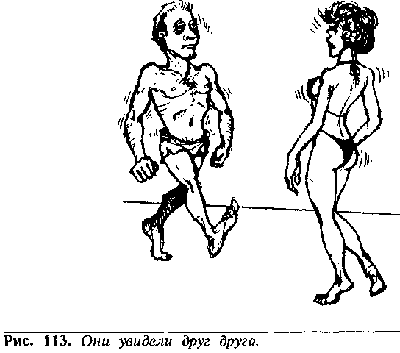 Рис. 113. Они увидели друг друга.